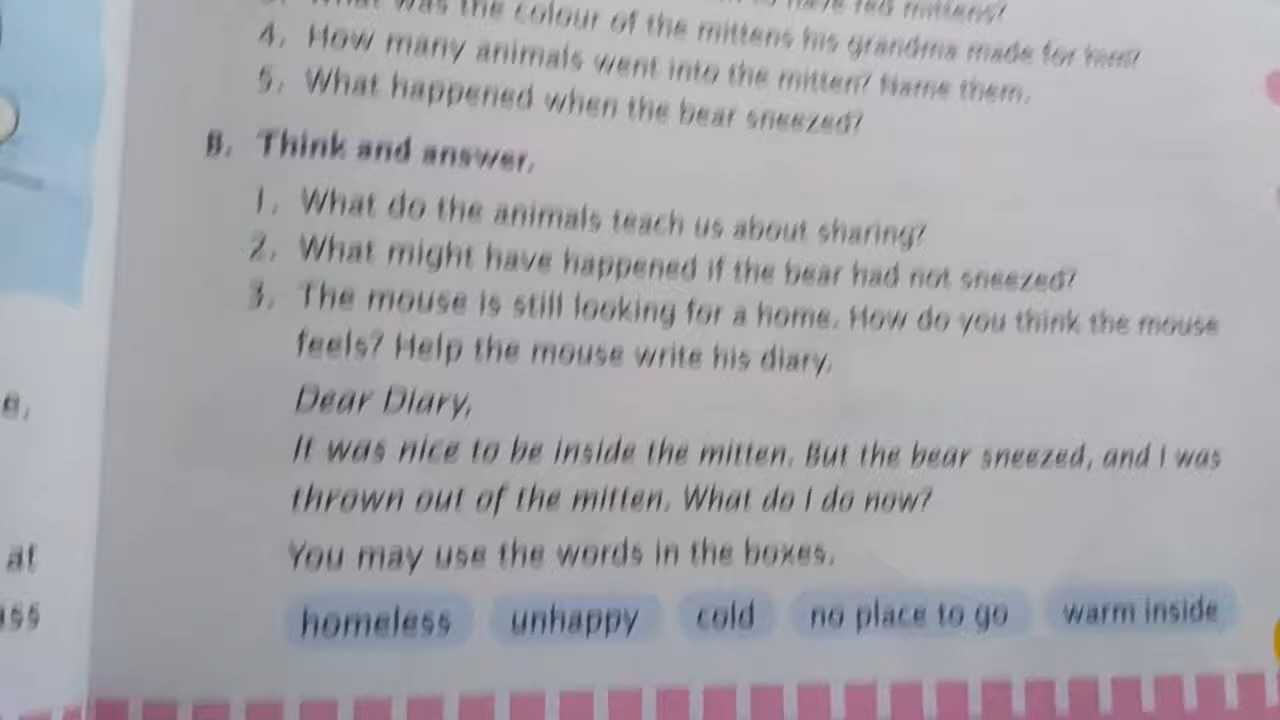 have red mittens?
was the colour of the mittens his grandma made for him?
4. How many animals went into the mitten? Name them.
5. What happened when the bear sneezed?
B. Think and answer.
1. What do the animals teach us about sharing?
2. What might have happened if the bear had not sneezed?
3. The mouse is still looking for a home. How do you think the mouse
feels? Help the mouse write his diary.
Dear Diary,
It was nice to be inside the mitten. But the bear sneezed, and I was
thrown out of the mitten. What do I do now?
You may use the words in the boxes.
homeless unhappy cold no place to go warm inside
e,
at
ass